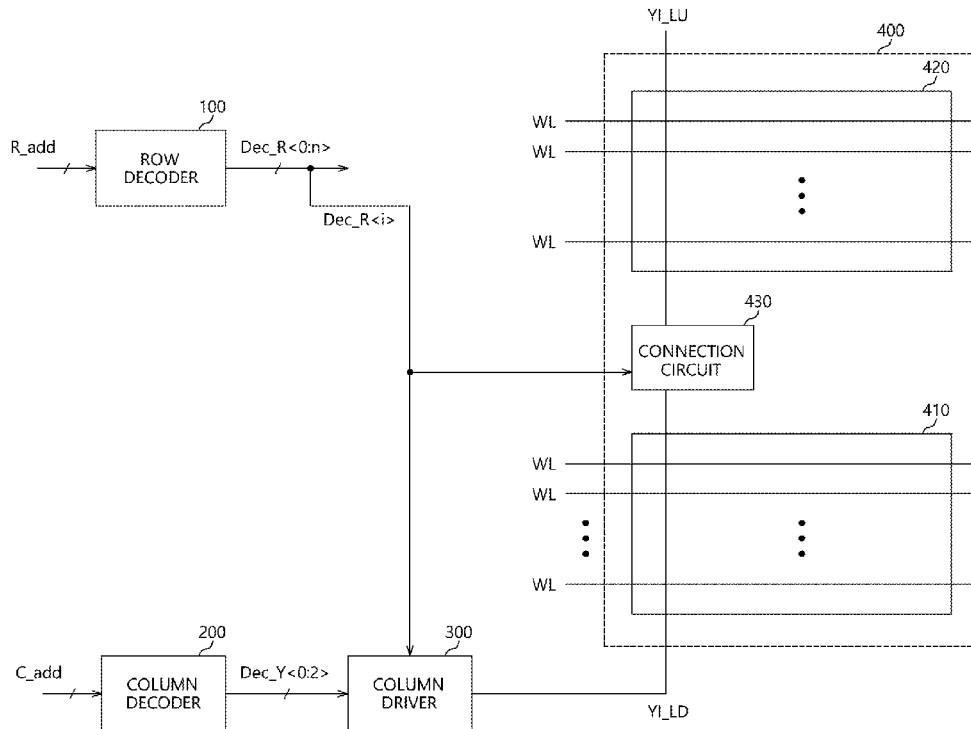 YI_LU
400
420
100
WL
R_add
ROW
DECODER
Dec_R<0:n>
WL
Dec_R<i>
WL
430
CONNECTION
CIRCUIT
410
WL
WL
WL
200
300
C_add
COLUMN
DECODER
Dec_Y<0:2>
COLUMN
DRIVER
YI_LD